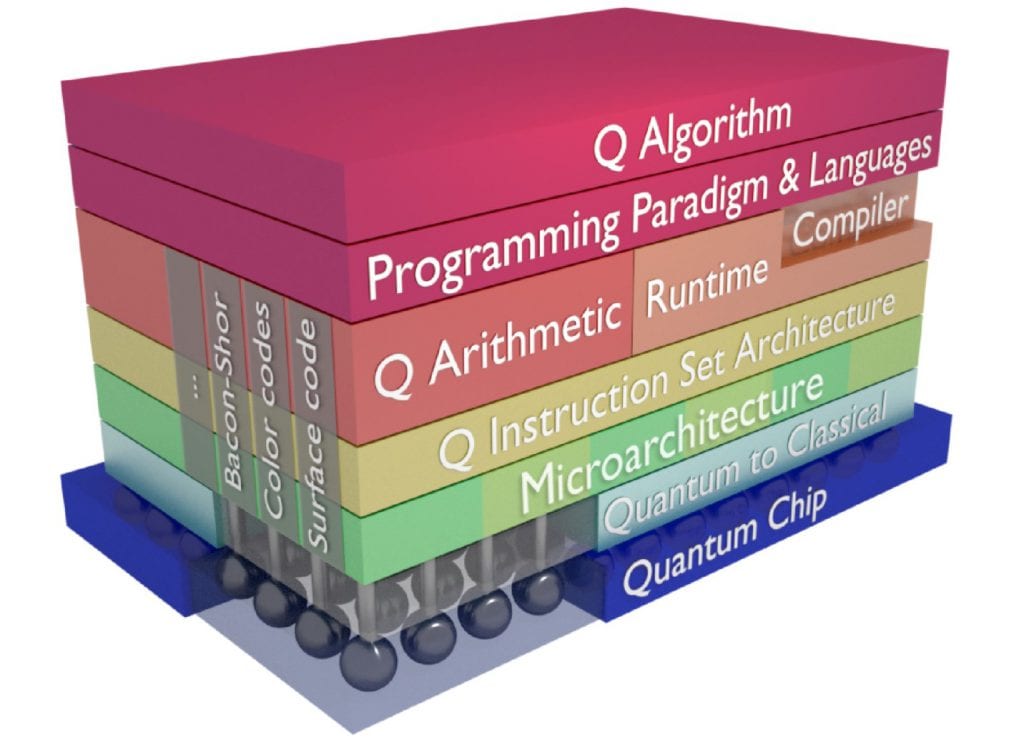 Q Algorithm
Programming Paradigm & Languages
Q Arithmetic
Runtime
Compiler
Q Instruction Set Architecture
Microarchitecture
Quantum to Classical
Quantum Chip
...
Bacon-Shor
Color codes
Surface code